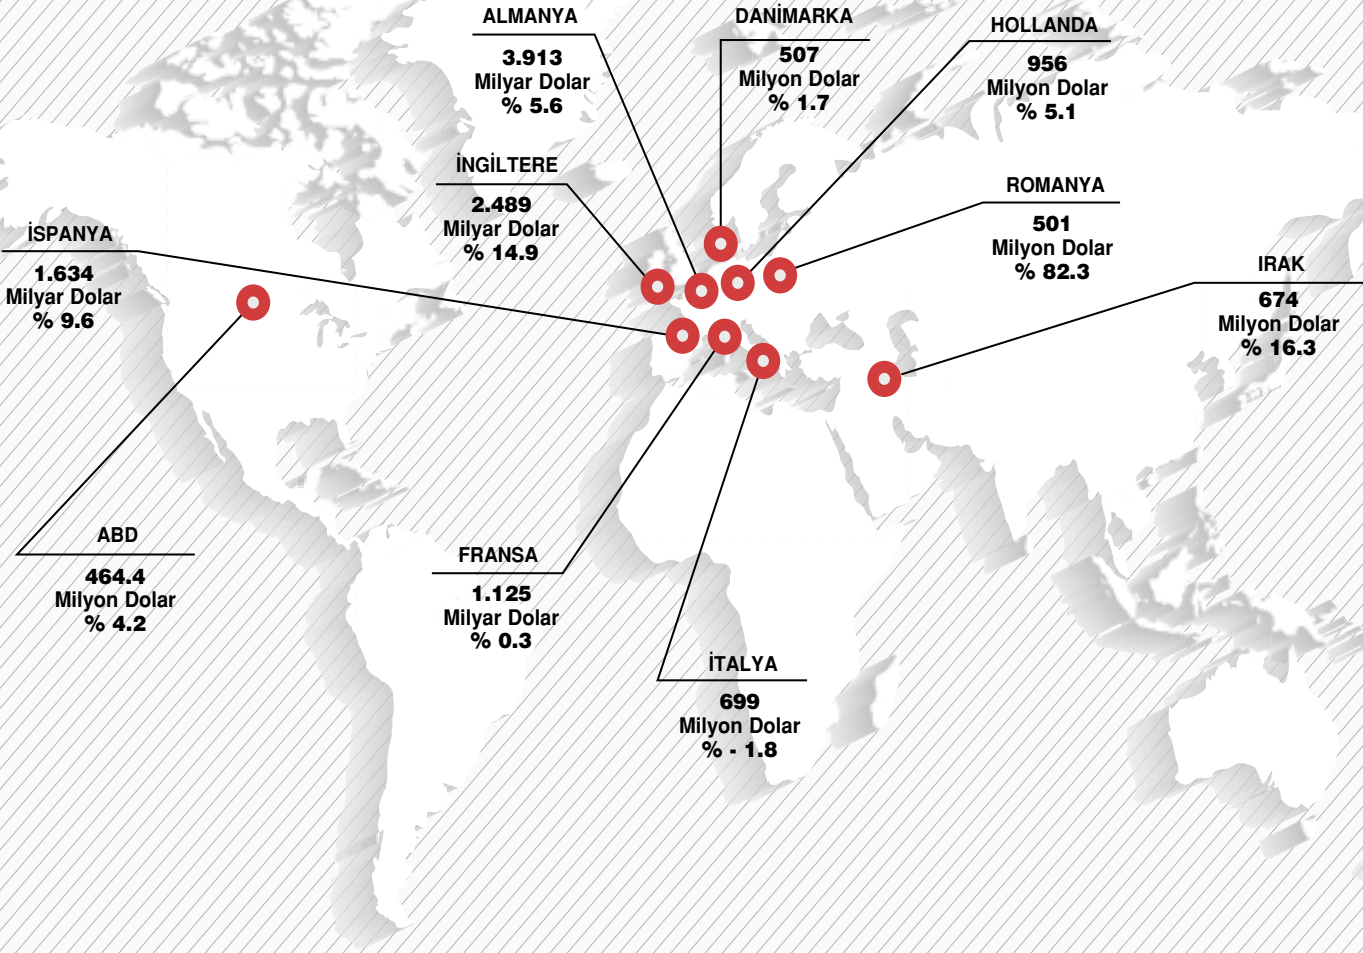 ALMANYA
3.913
Milyar Dolar
% 5.6
DANİMARKA
507
Milyon Dolar
% 1.7
HOLLANDA
956
Milyon Dolar
% 5.1
İNGİLTERE
2.489
Milyar Dolar
% 14.9
ROMANYA
501
Milyon Dolar
% 82.3
İSPANYA
1.634
Milyar Dolar
% 9.6
IRAK
674
Milyon Dolar
% 16.3
ABD
464.4
Milyon Dolar
% 4.2
FRANSA
1.125
Milyar Dolar
% 0.3
İTALYA
699
Milyon Dolar
% - 1.8